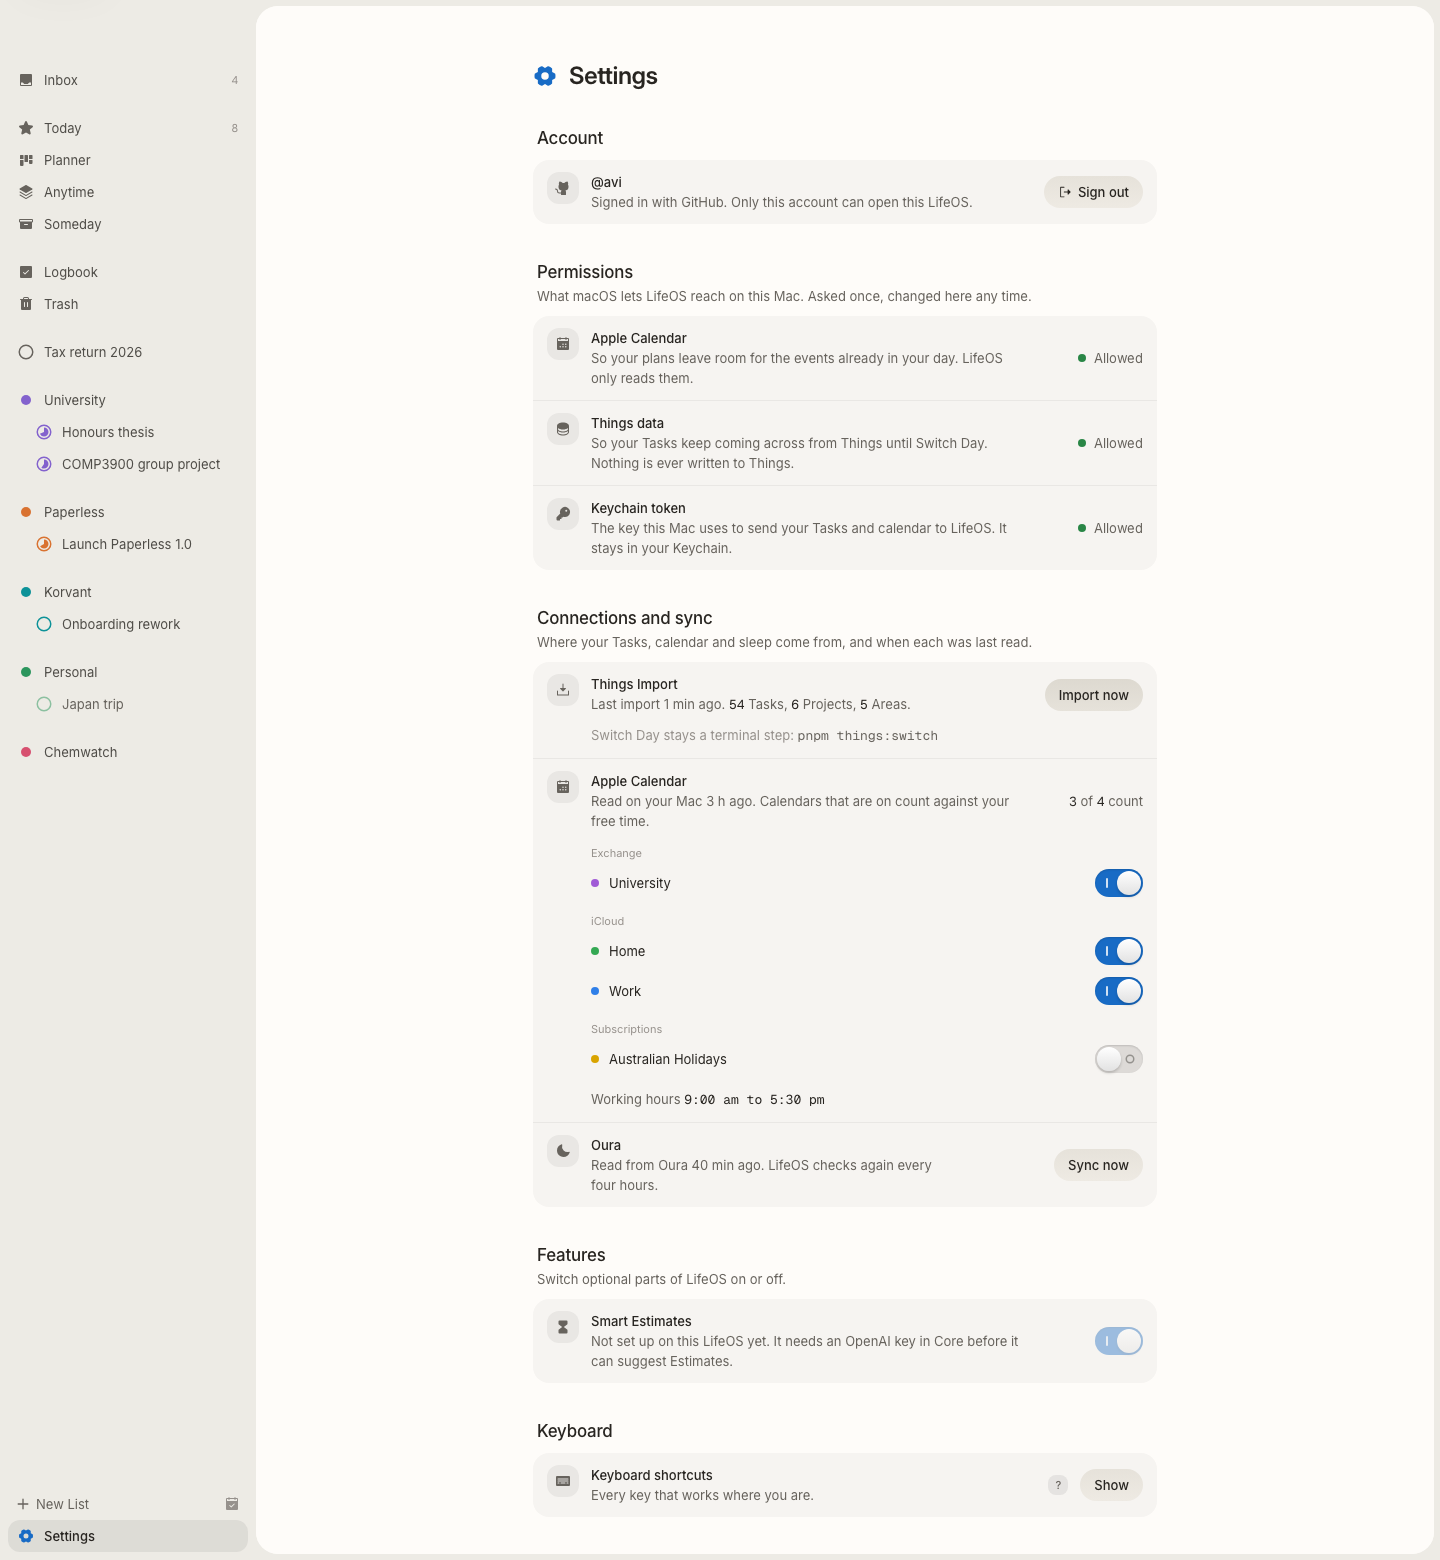 Inbox 4
Today 8
Planner
Anytime
Someday
Logbook
Trash
Tax return 2026
University
Honours thesis
COMP3900 group project
Paperless
Launch Paperless 1.0
Korvant
Onboarding rework
Personal
Japan trip
Chemwatch
New List
Settings
Settings
Account
@avi
Signed in with GitHub. Only this account can open this LifeOS.
Sign out
Permissions
What macOS lets LifeOS reach on this Mac. Asked once, changed here any time.
Apple Calendar
So your plans leave room for the events already in your day. LifeOS
only reads them.
Allowed
Things data
So your Tasks keep coming across from Things until Switch Day.
Nothing is ever written to Things.
Allowed
Keychain token
The key this Mac uses to send your Tasks and calendar to LifeOS. It
stays in your Keychain.
Allowed
Connections and sync
Where your Tasks, calendar and sleep come from, and when each was last read.
Things Import
Last import 1 min ago. 54 Tasks, 6 Projects, 5 Areas.
Import now
Switch Day stays a terminal step: pnpm things:switch
Apple Calendar
Read on your Mac 3 h ago. Calendars that are on count against your
free time.
3 of 4 count
Exchange
University
iCloud
Home
Work
Subscriptions
Australian Holidays
Working hours 9:00 am to 5:30 pm
Oura
Read from Oura 40 min ago. LifeOS checks again every
four hours.
Sync now
Features
Switch optional parts of LifeOS on or off.
Smart Estimates
Not set up on this LifeOS yet. It needs an OpenAI key in Core before it
can suggest Estimates.
Keyboard
Keyboard shortcuts
Every key that works where you are.
? Show